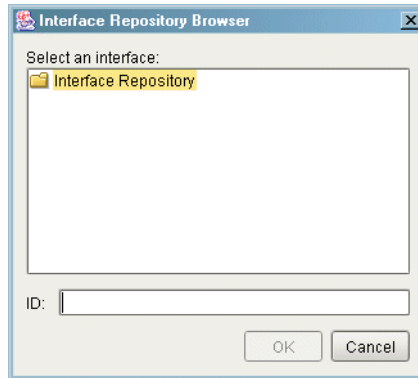 Interface Repository Browser
Select an interface:
Interface Repository
ID:
OK
Cancel